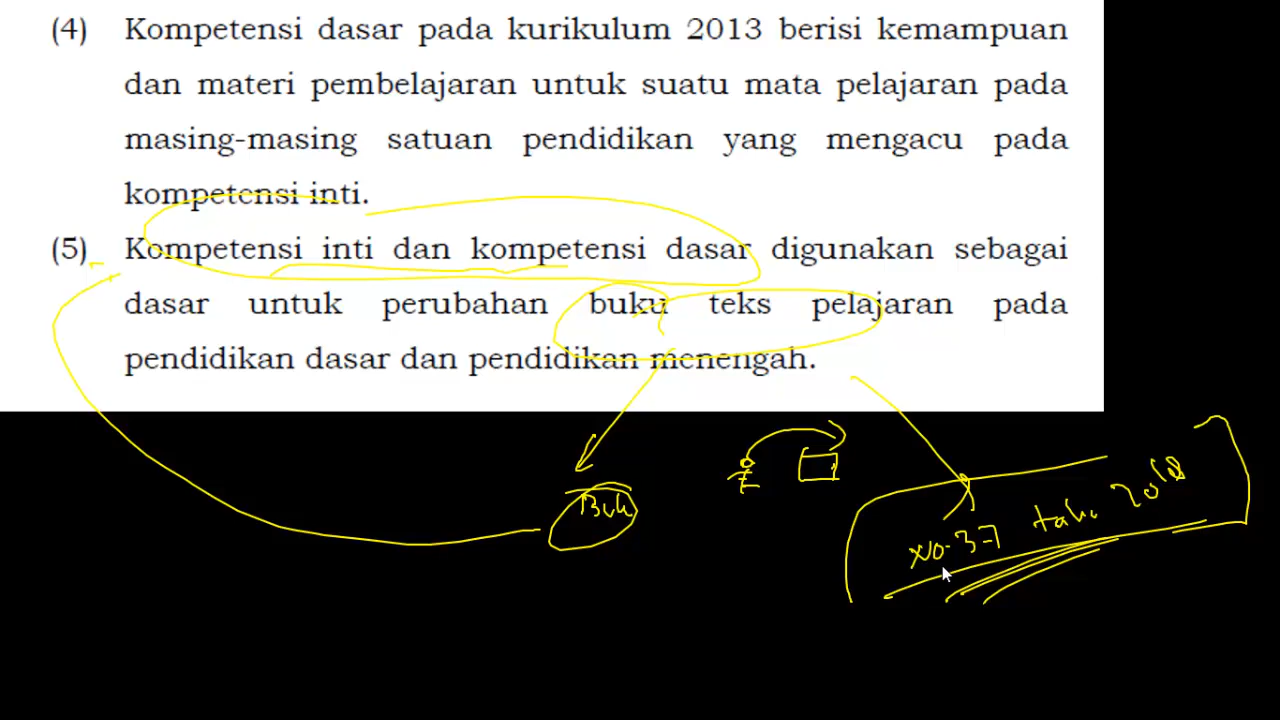 (4) Kompetensi dasar pada kurikulum 2013 berisi kemampuan
dan materi pembelajaran untuk suatu mata pelajaran pada
masing-masing satuan pendidikan yang mengacu pada
kompetensi inti.
(5) Kompetensi inti dan kompetensi dasar digunakan sebagai
dasar untuk perubahan buku teks pelajaran pada
pendidikan dasar dan pendidikan menengah.
Buk
No. 37 tahu 2018